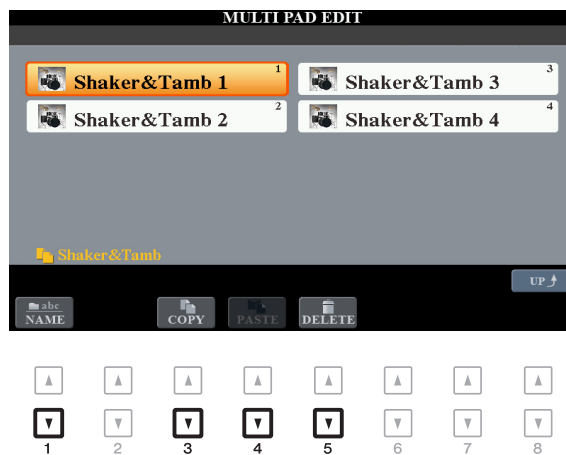 MULTI PAD EDIT
Shaker&Tamb 1
1
Shaker&Tamb 3
3
Shaker&Tamb 2
2
Shaker&Tamb 4
4
Shaker&Tamb
UP
abc
NAME
COPY
PASTE
DELETE
1 2 3 4 5 6 7 8